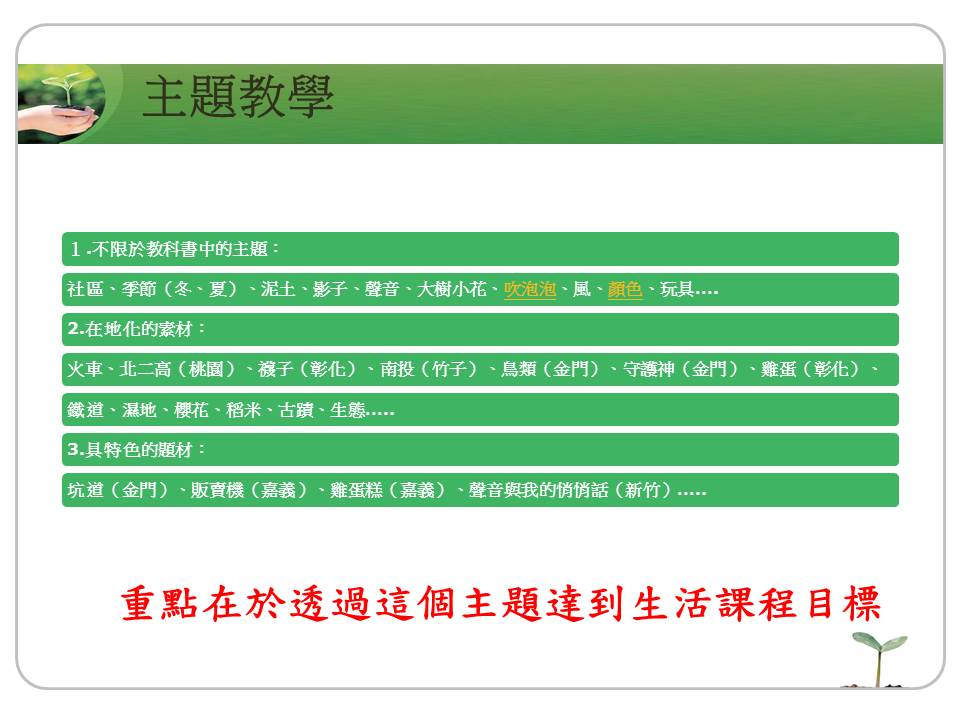 主題教學
１.不限於教科書中的主題：
社區、季節（冬、夏）、泥土、影子、聲音、大樹小花、吹泡泡、風、顏色、玩具....
2.在地化的素材：
火車、北二高（桃園）、襪子（彰化）、南投（竹子）、鳥類（金門）、守護神（金門）、雞蛋（彰化）、
鐵道、濕地、櫻花、稻米、古蹟、生態.....
3.具特色的題材：
坑道（金門）、販賣機（嘉義）、雞蛋糕（嘉義）、聲音與我的悄悄話（新竹）.....
重點在於透過這個主題達到生活課程目標